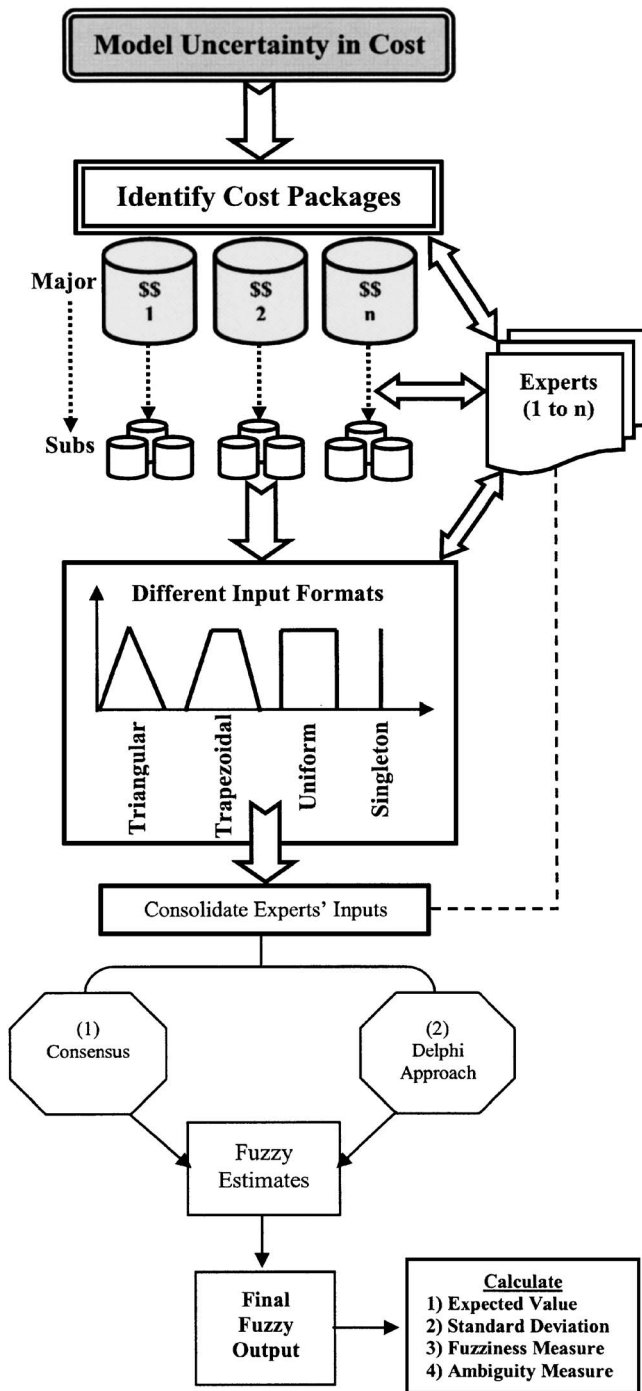 Model Uncertainty in Cost
Identify Cost Packages
Major
$$
1
$$
2
$$
n
Experts
(1 to n)
Subs
Different Input Formats
Triangular
Trapezoidal
Uniform
Singleton
Consolidate Experts' Inputs
(1)
Consensus
(2)
Delphi
Approach
Fuzzy
Estimates
Final
Fuzzy
Output
Calculate
1) Expected Value
2) Standard Deviation
3) Fuzziness Measure
4) Ambiguity Measure